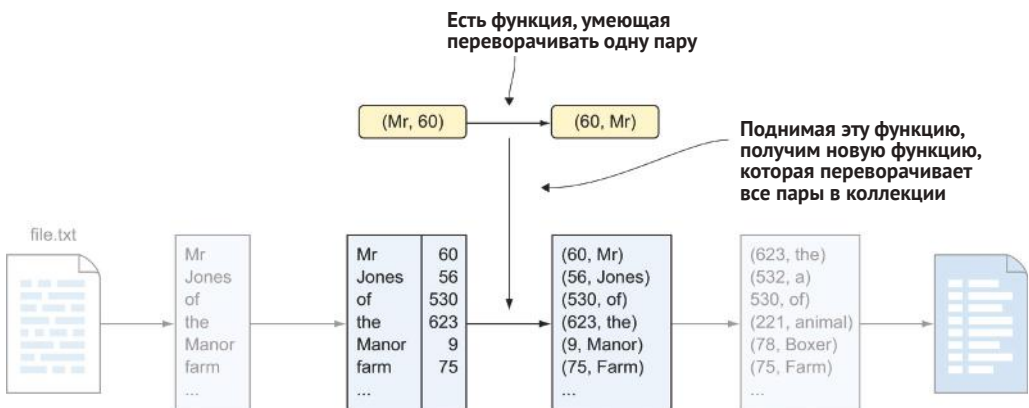 Есть функция, умеющая
переворачивать одну пару
(Mr, 60)
(60, Mr)
Поднимая эту функцию,
получим новую функцию,
которая переворачивает
все пары в коллекции
file.txt
Mr
Jones
of
the
Manor
farm
...
Mr 60
Jones 56
of 530
the 623
Manor 9
farm 75
...
(60, Mr)
(56, Jones)
(530, of)
(623, the)
(9, Manor)
(75, Farm)
...
(623, the)
(532, a)
530, of)
(221, animal)
(78, Boxer)
(75, Farm)
...